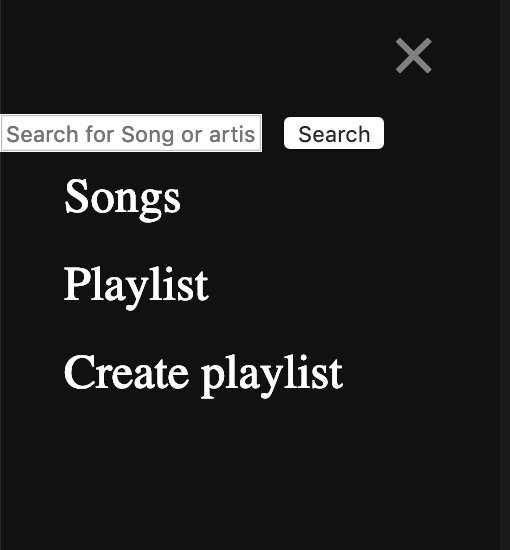 Search for Song or artis
Search
Songs
Playlist
Create playlist